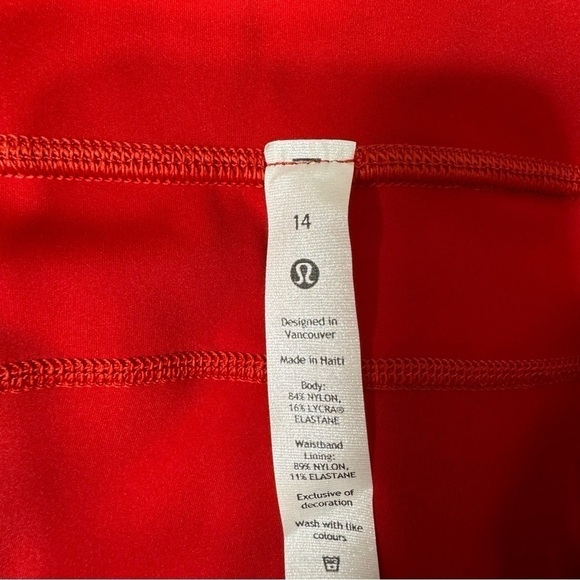 14
Designed in
Vancouver
Made in Haiti
Body:
84% NYLON,
16% LYCRA®
ELASTANE
Waistband
Lining:
89% NYLON,
11% ELASTANE
Exclusive of
decoration
Wash with like
colours